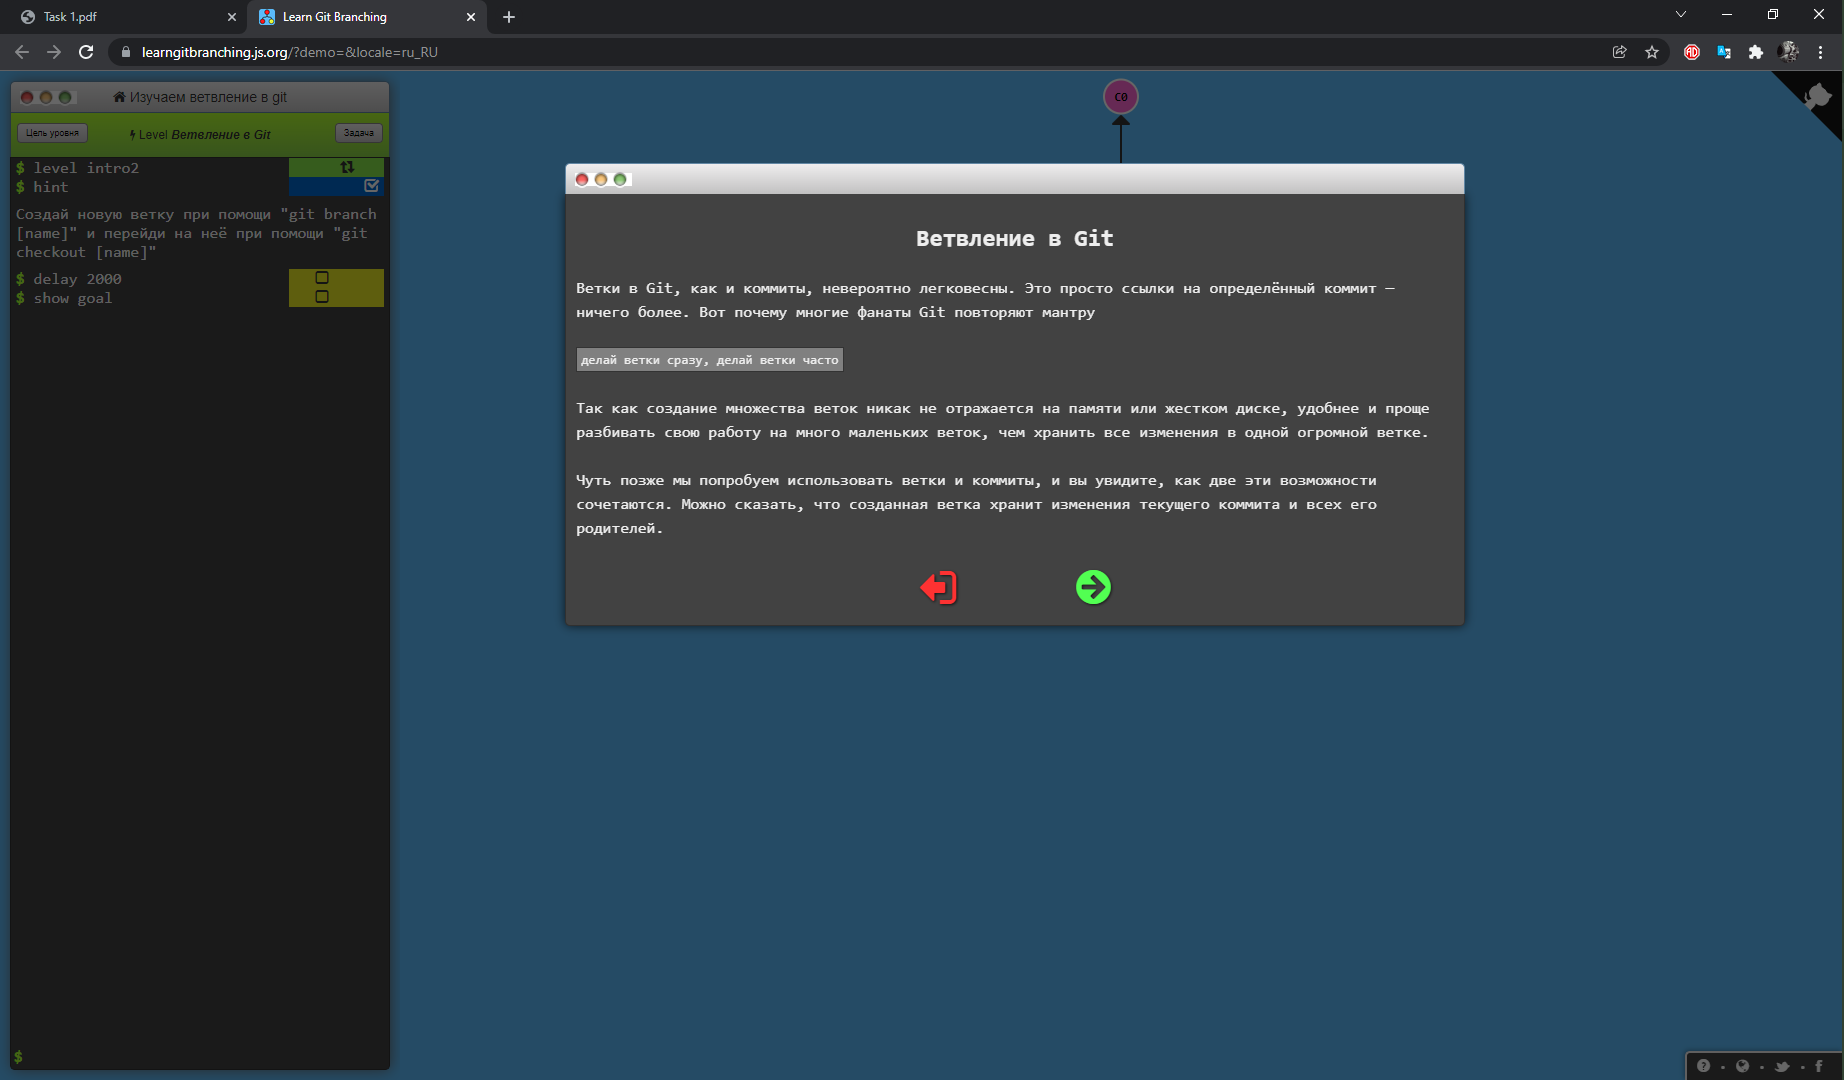 Task 1.pdf
Learn Git Branching
learngitbranching.js.org/?demo=&locale=ru_RU
Изучаем ветвление в git
Цель уровня
Level Ветвление в Git
Задача
$ level intro2
$ hint
Создай новую ветку при помощи "git branch
[name]" и перейди на неё при помощи "git
checkout [name]"
$ delay 2000
$ show goal
$
C0
Ветвление в Git
Ветки в Git, как и коммиты, невероятно легковесны. Это просто ссылки на определённый коммит —
ничего более. Вот почему многие фанаты Git повторяют мантру
делай ветки сразу, делай ветки часто
Так как создание множества веток никак не отражается на памяти или жестком диске, удобнее и проще
разбивать свою работу на много маленьких веток, чем хранить все изменения в одной огромной ветке.
Чуть позже мы попробуем использовать ветки и коммиты, и вы увидите, как две эти возможности
сочетаются. Можно сказать, что созданная ветка хранит изменения текущего коммита и всех его
родителей.